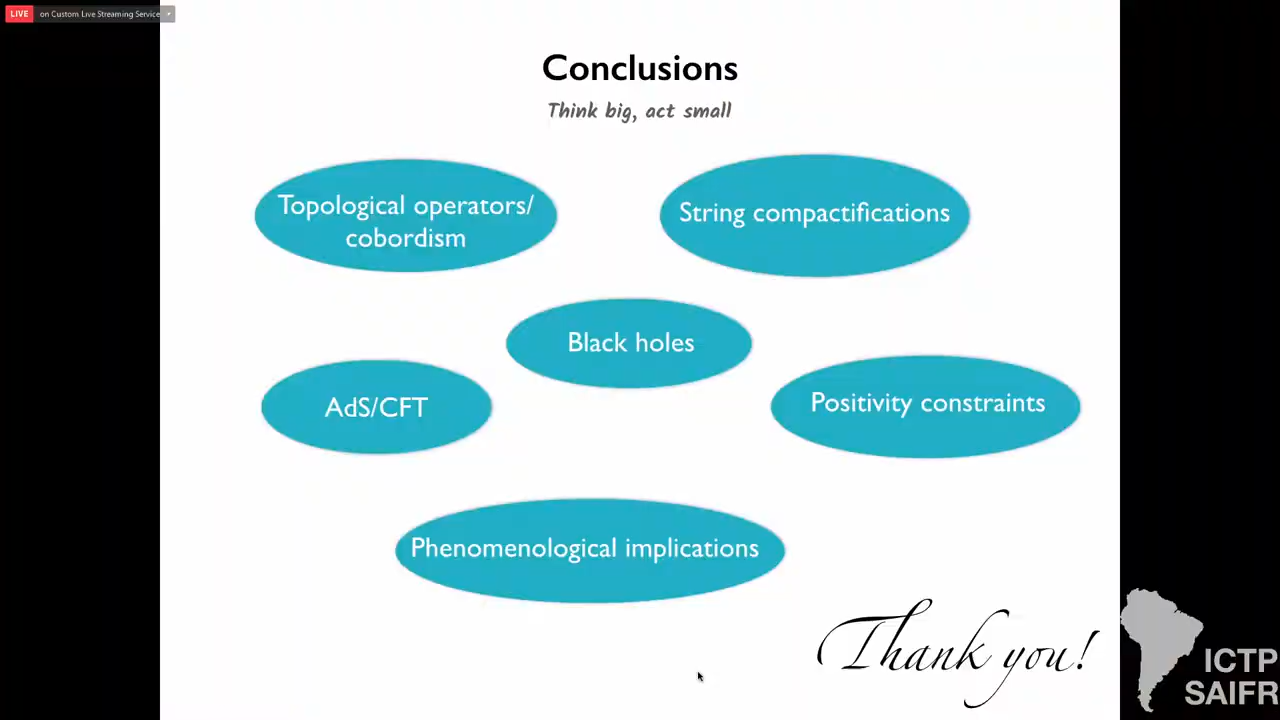 LIVE on Custom Live Streaming Service
Conclusions
Think big, act small
Topological operators/
cobordism
String compactifications
Black holes
AdS/CFT
Positivity constraints
Phenomenological implications
Thank you!
ICTP
SAIFR